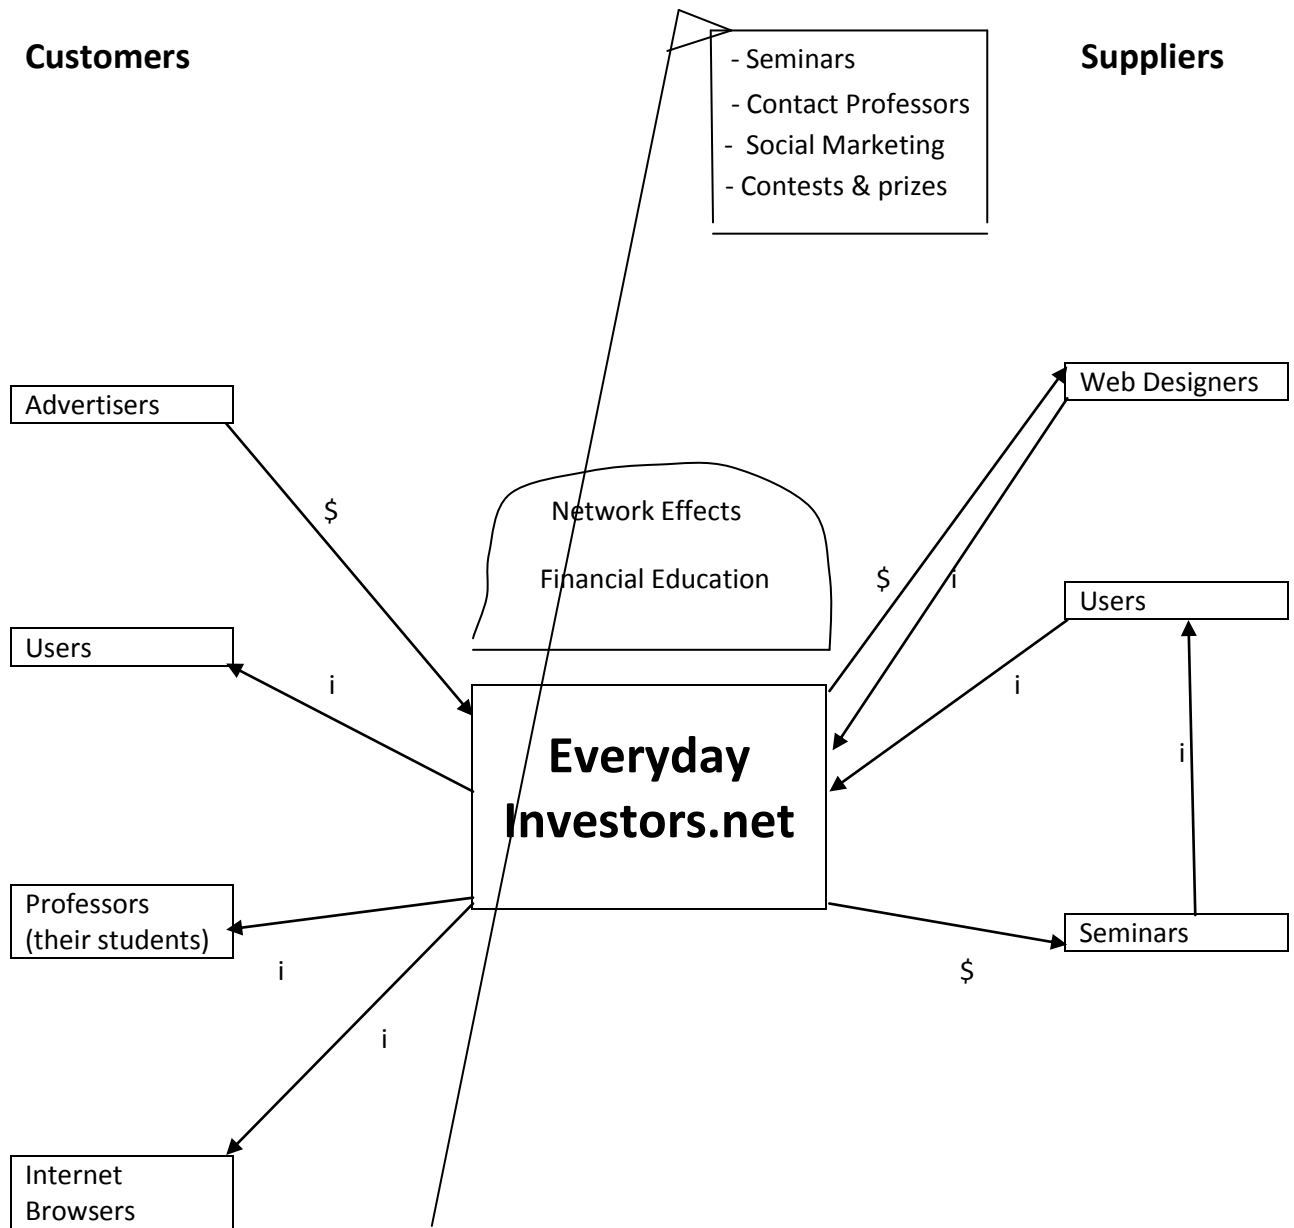 Customers
Suppliers
- Seminars
- Contact Professors
- Social Marketing
- Contests & prizes
Advertisers
Web Designers
$
Network Effects
Financial Education
$
i
Users
Users
i
i
i
Everyday
Investors.net
Professors
(their students)
Seminars
i
$
i
Internet
Browsers